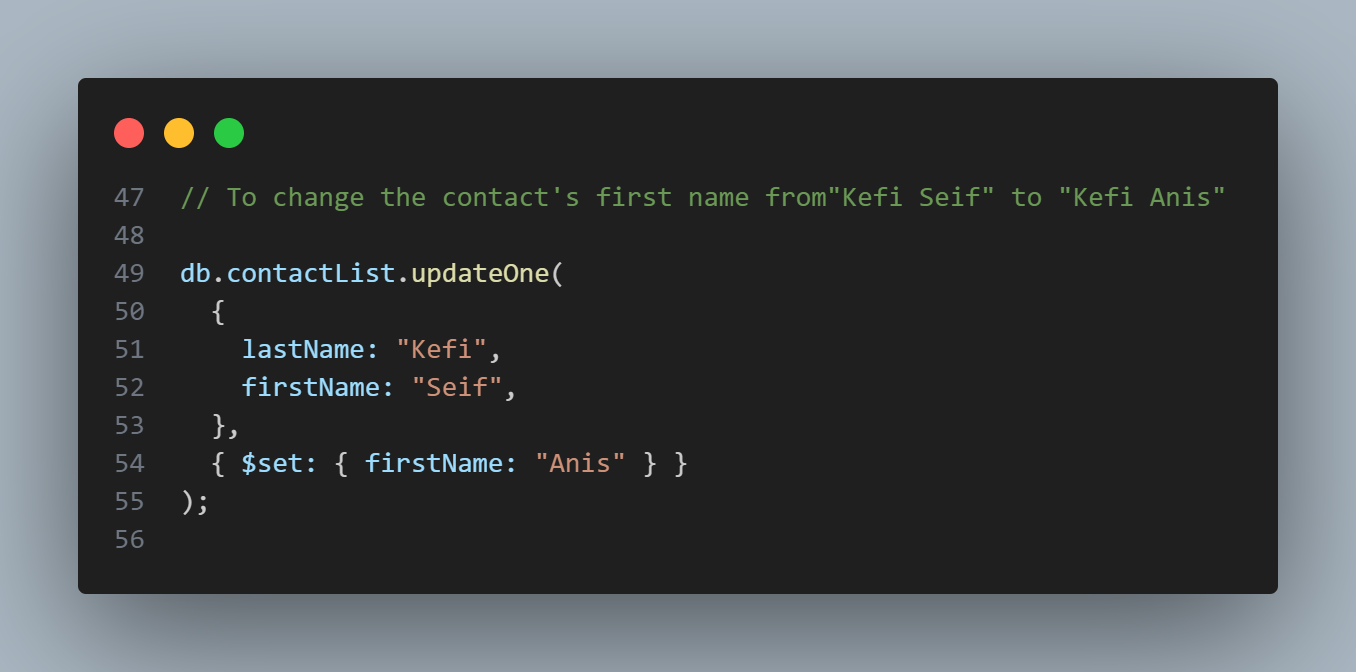 47 // To change the contact's first name from"Kefi Seif" to "Kefi Anis"
48
49 db.contactList.updateOne(
50   {
51     lastName: "Kefi",
52     firstName: "Seif",
53   },
54   { $set: { firstName: "Anis" } }
55 );
56